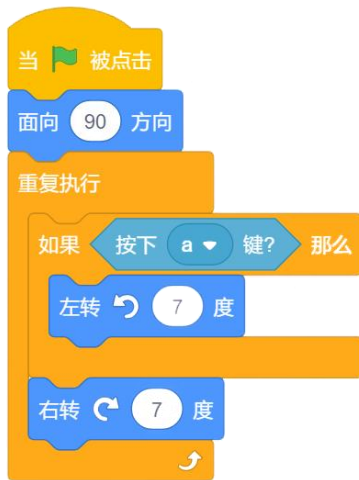 当 被点击
面向 90 方向
重复执行
如果 按下 a 键? 那么
左转 7 度
右转 7 度